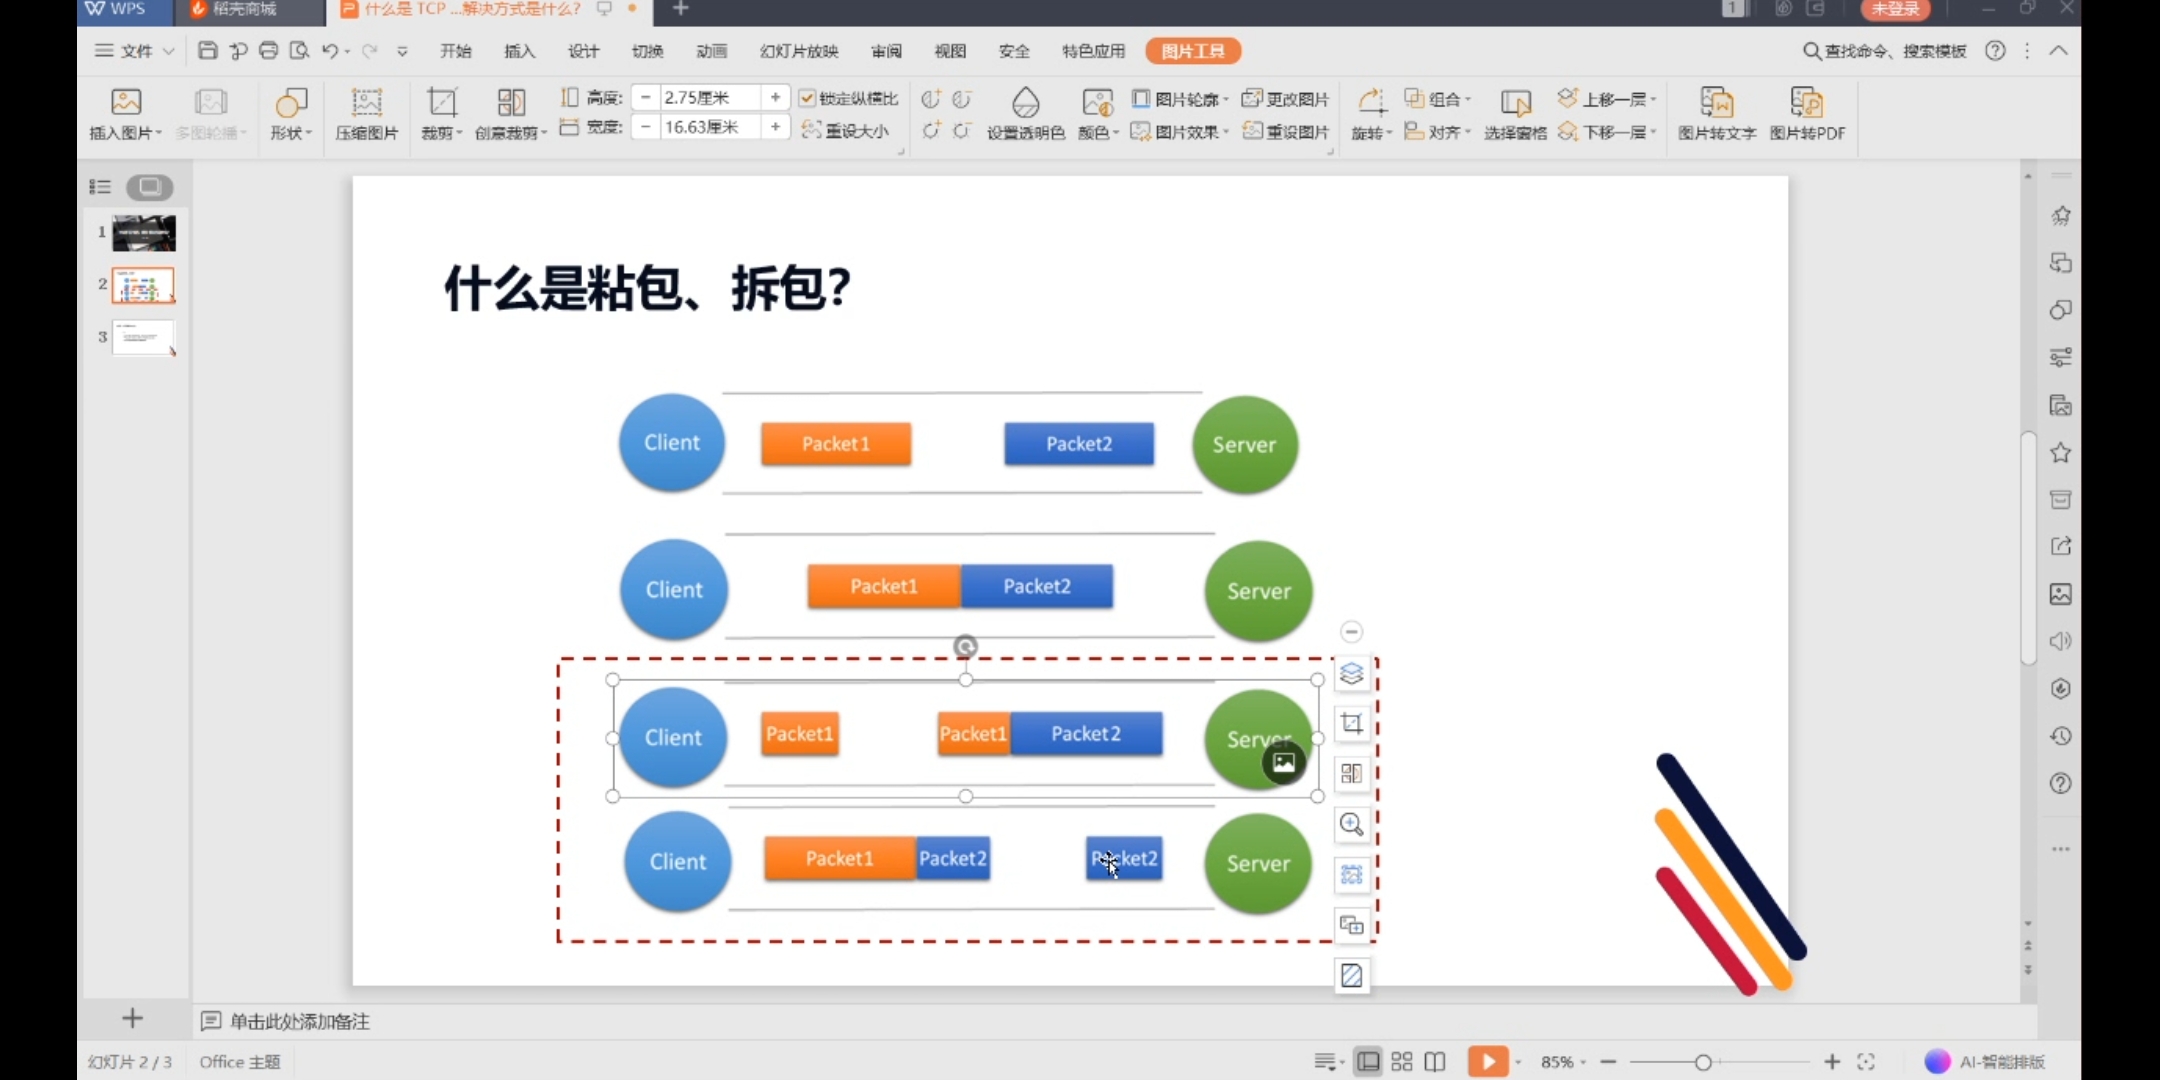 WPS 稻壳商城 什么是 TCP ...解决方式是什么? 1 未登录
文件 开始 插入 设计 切换 动画 幻灯片放映 审阅 视图 安全 特色应用 图片工具 查找命令、搜索模板
高度: 2.75厘米 锁定纵横比 图片轮廓 更改图片 组合 上移一层
插入图片 多图轮播 形状 压缩图片 裁剪 创意裁剪 宽度: 16.63厘米 重设大小 设置透明色 颜色 图片效果 重设图片 旋转 对齐 选择窗格 下移一层 图片转文字 图片转PDF
1
2
3
什么是粘包、拆包?
Client Packet1 Packet2 Server
Client Packet1 Packet2 Server
Client Packet1 Packet1 Packet2 Server
Client Packet1 Packet2 Packet2 Server
单击此处添加备注
幻灯片 2 / 3 Office 主题 85% AI-智能排版